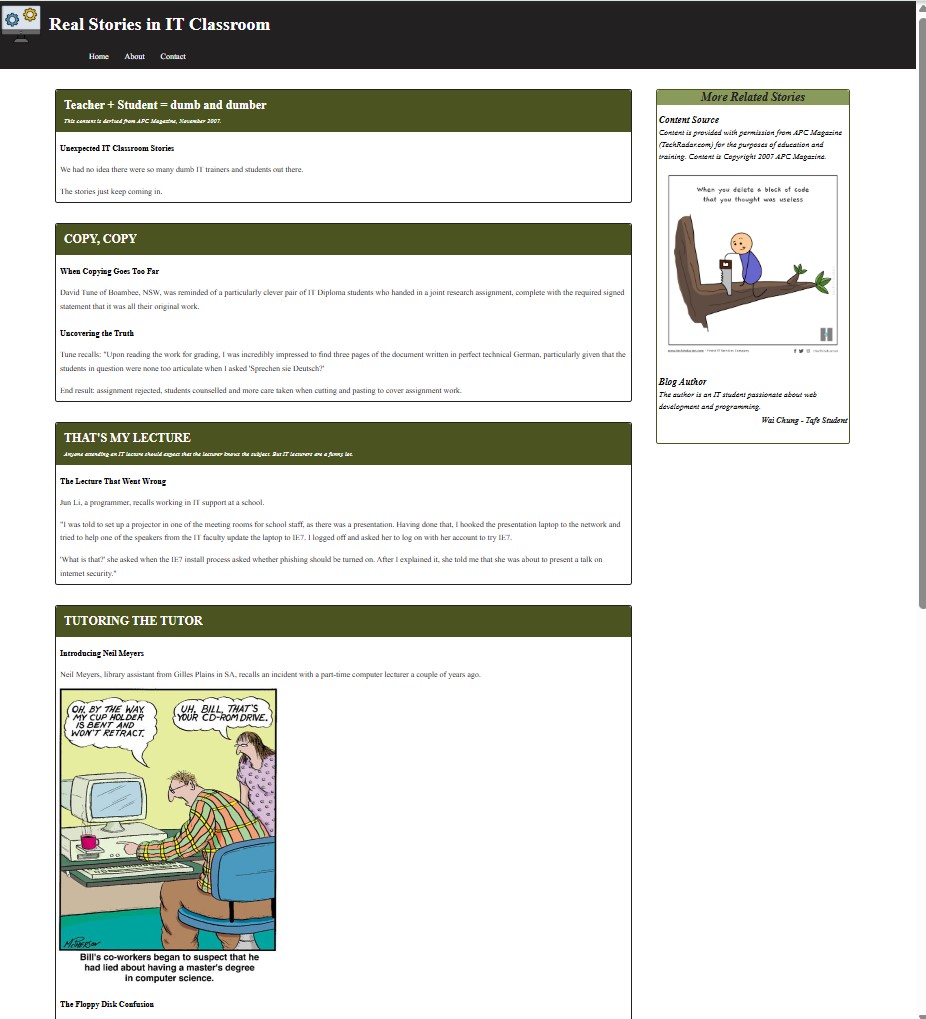 Real Stories in IT Classroom
Home About Contact
Teacher + Student = dumb and dumber
This content is derived from APC Magazine, November 2007.
Unexpected IT Classroom Stories
We had no idea there were so many dumb IT trainers and students out there.
The stories just keep coming in.
COPY, COPY
When Copying Goes Too Far
David Tune of Boambee, NSW, was reminded of a particularly clever pair of IT Diploma students who handed in a joint research assignment, complete with the required signed
statement that it was all their original work.
Uncovering the Truth
Tune recalls: "Upon reading the work for grading, I was incredibly impressed to find three pages of the document written in perfect technical German, particularly given that the
students in question were none too articulate when I asked 'Sprechen sie Deutsch?'
End result: assignment rejected, students counselled and more care taken when cutting and pasting to cover assignment work.
THAT'S MY LECTURE
Anyone attending an IT lecture should expect that the lecturer knows the subject. But IT lecturers are a funny lot.
The Lecture That Went Wrong
Jun Li, a programmer, recalls working in IT support at a school.
"I was told to set up a projector in one of the meeting rooms for school staff, as there was a presentation. Having done that, I hooked the presentation laptop to the network and
tried to help one of the speakers from the IT faculty update the laptop to IE7. I logged off and asked her to log on with her account to try IE7.
'What is that?' she asked when the IE7 install process asked whether phishing should be turned on. After I explained it, she told me that she was about to present a talk on
internet security."
TUTORING THE TUTOR
Introducing Neil Meyers
Neil Meyers, library assistant from Gilles Plains in SA, recalls an incident with a part-time computer lecturer a couple of years ago.
OH, BY THE WAY,
MY CUP HOLDER
IS BENT AND
WON'T RETRACT.
UH, BILL, THAT'S
YOUR CD-ROM DRIVE.
Bill's co-workers began to suspect that he
had lied about having a master's degree
in computer science.
The Floppy Disk Confusion
More Related Stories
Content Source
Content is provided with permission from APC Magazine
(TechRadar.com) for the purposes of education and
training. Content is Copyright 2007 APC Magazine.
When you delete a block of code
that you thought was useless
Blog Author
The author is an IT student passionate about web
development and programming.
Wai Chung - Tafe Student